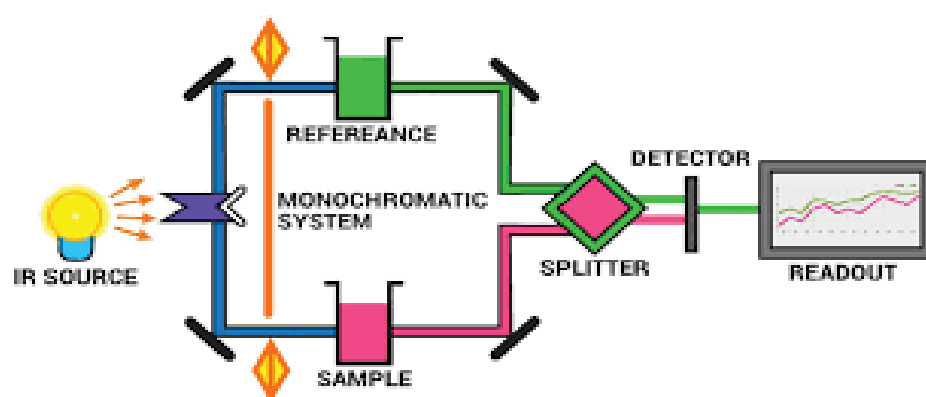 REFEREANCE
DETECTOR
MONOCHROMATIC
SYSTEM
IR SOURCE
SPLITTER
READOUT
SAMPLE